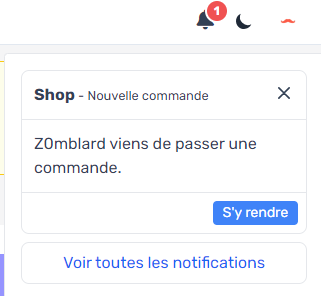 1
Shop - Nouvelle commande
Z0mblard viens de passer une
commande.
S'y rendre
Voir toutes les notifications